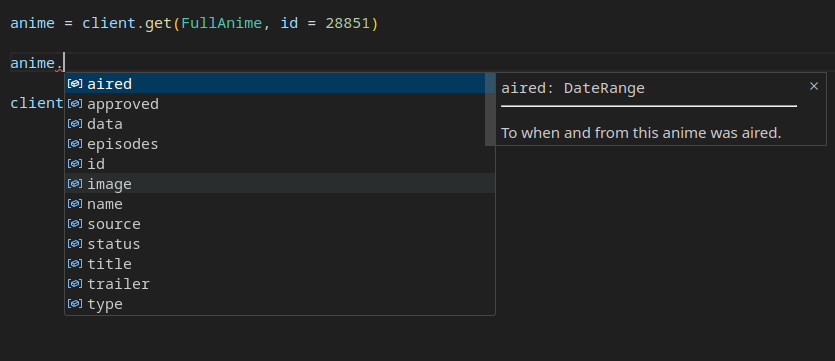 anime = client.get(FullAnime, id = 28851)
anime.
client
aired
approved
data
episodes
id
image
name
source
status
title
trailer
type
aired: DateRange
To when and from this anime was aired.